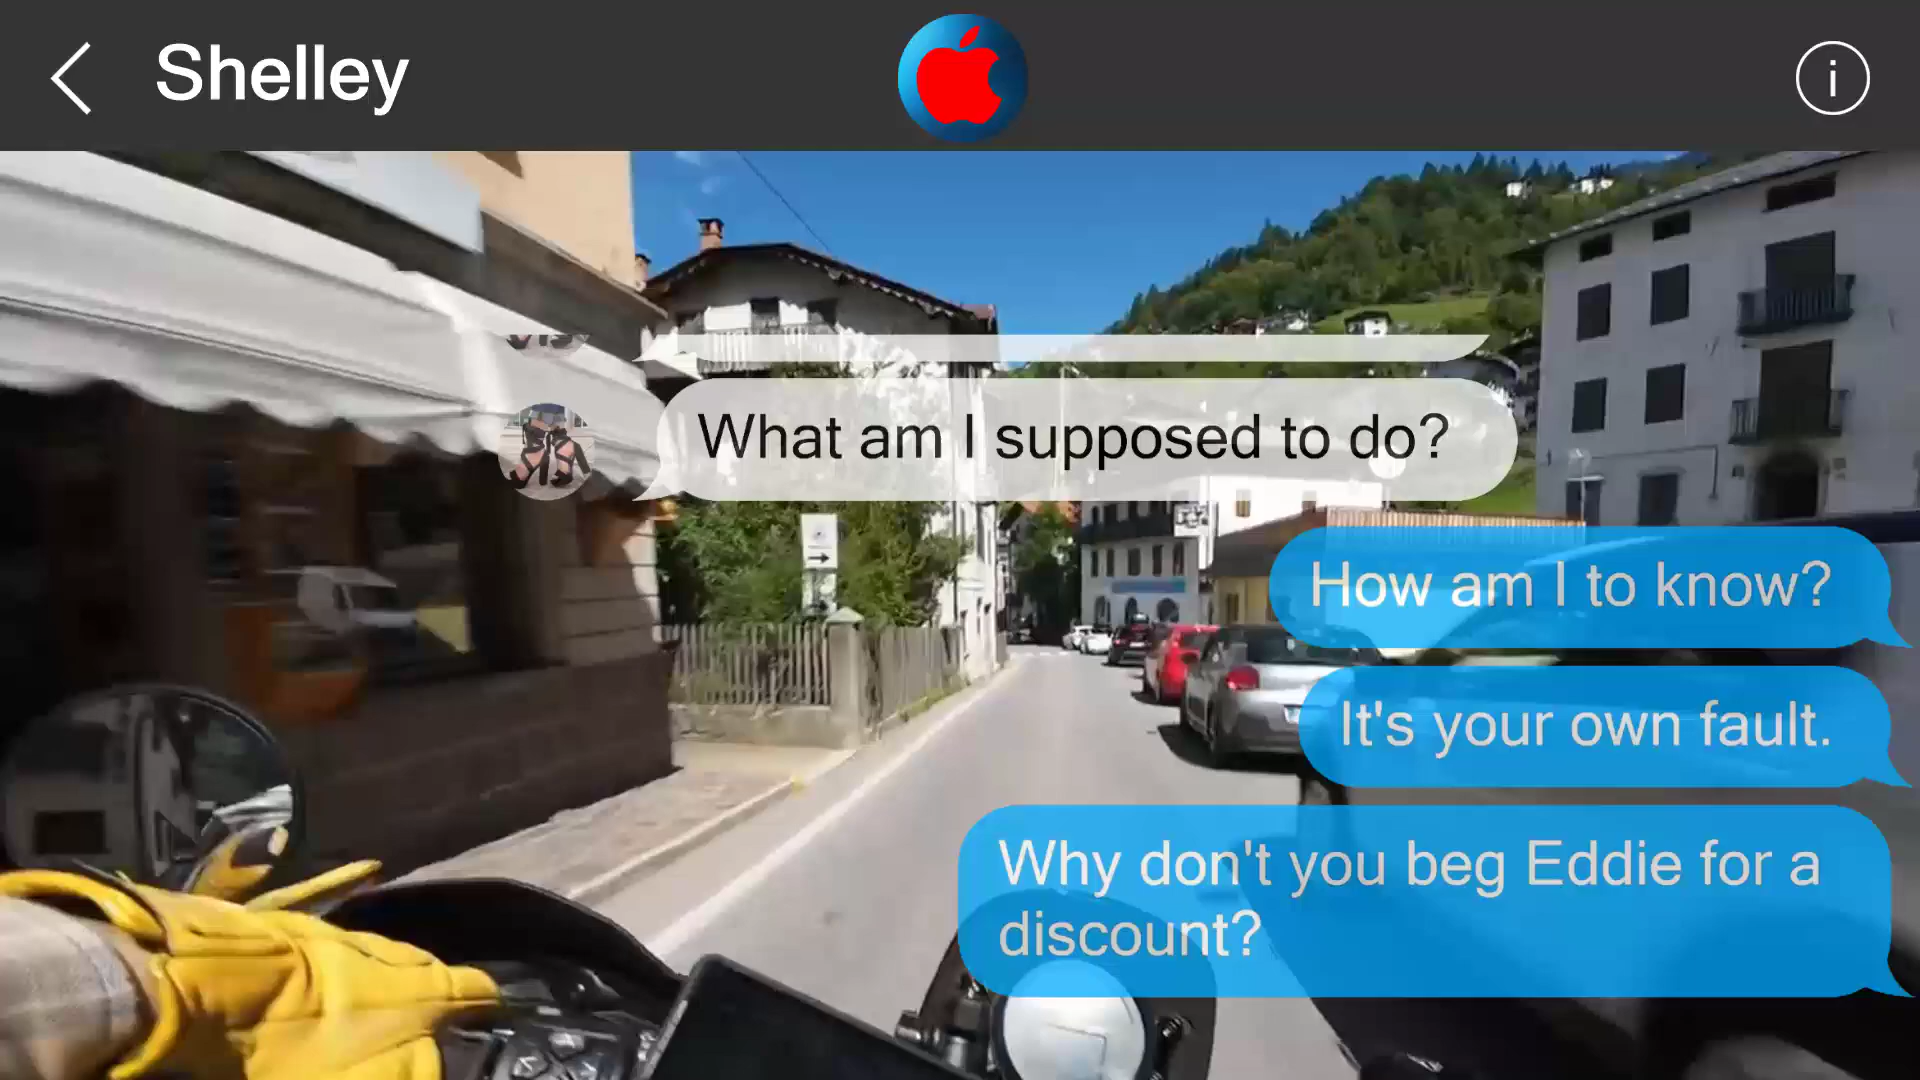 Shelley
i
What am I supposed to do?
How am I to know?
It's your own fault.
Why don't you beg Eddie for a
discount?